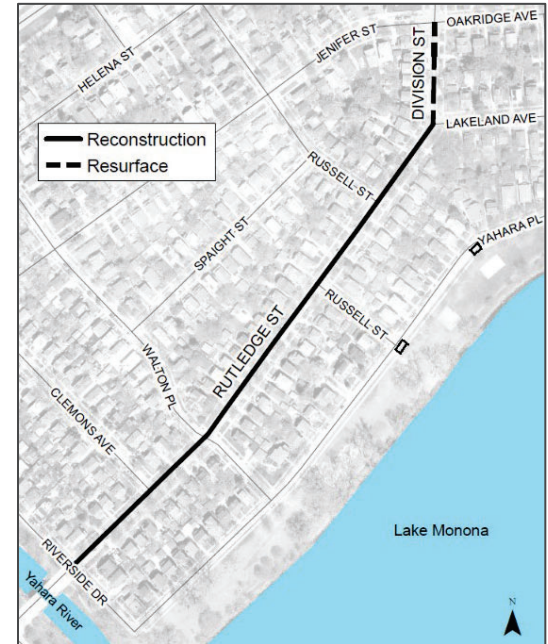 OAKRIDGE AVE
JENIFER ST
HELENA ST
DIVISION ST
Reconstruction
Resurface
LAKELAND AVE
RUSSELL ST
SPAIGHT ST
YAHARA PL
RUSSELL ST
RUTLEDGE ST
WALTON PL
CLEMONS AVE
Lake Monona
RIVERSIDE DR
Yahara River
N